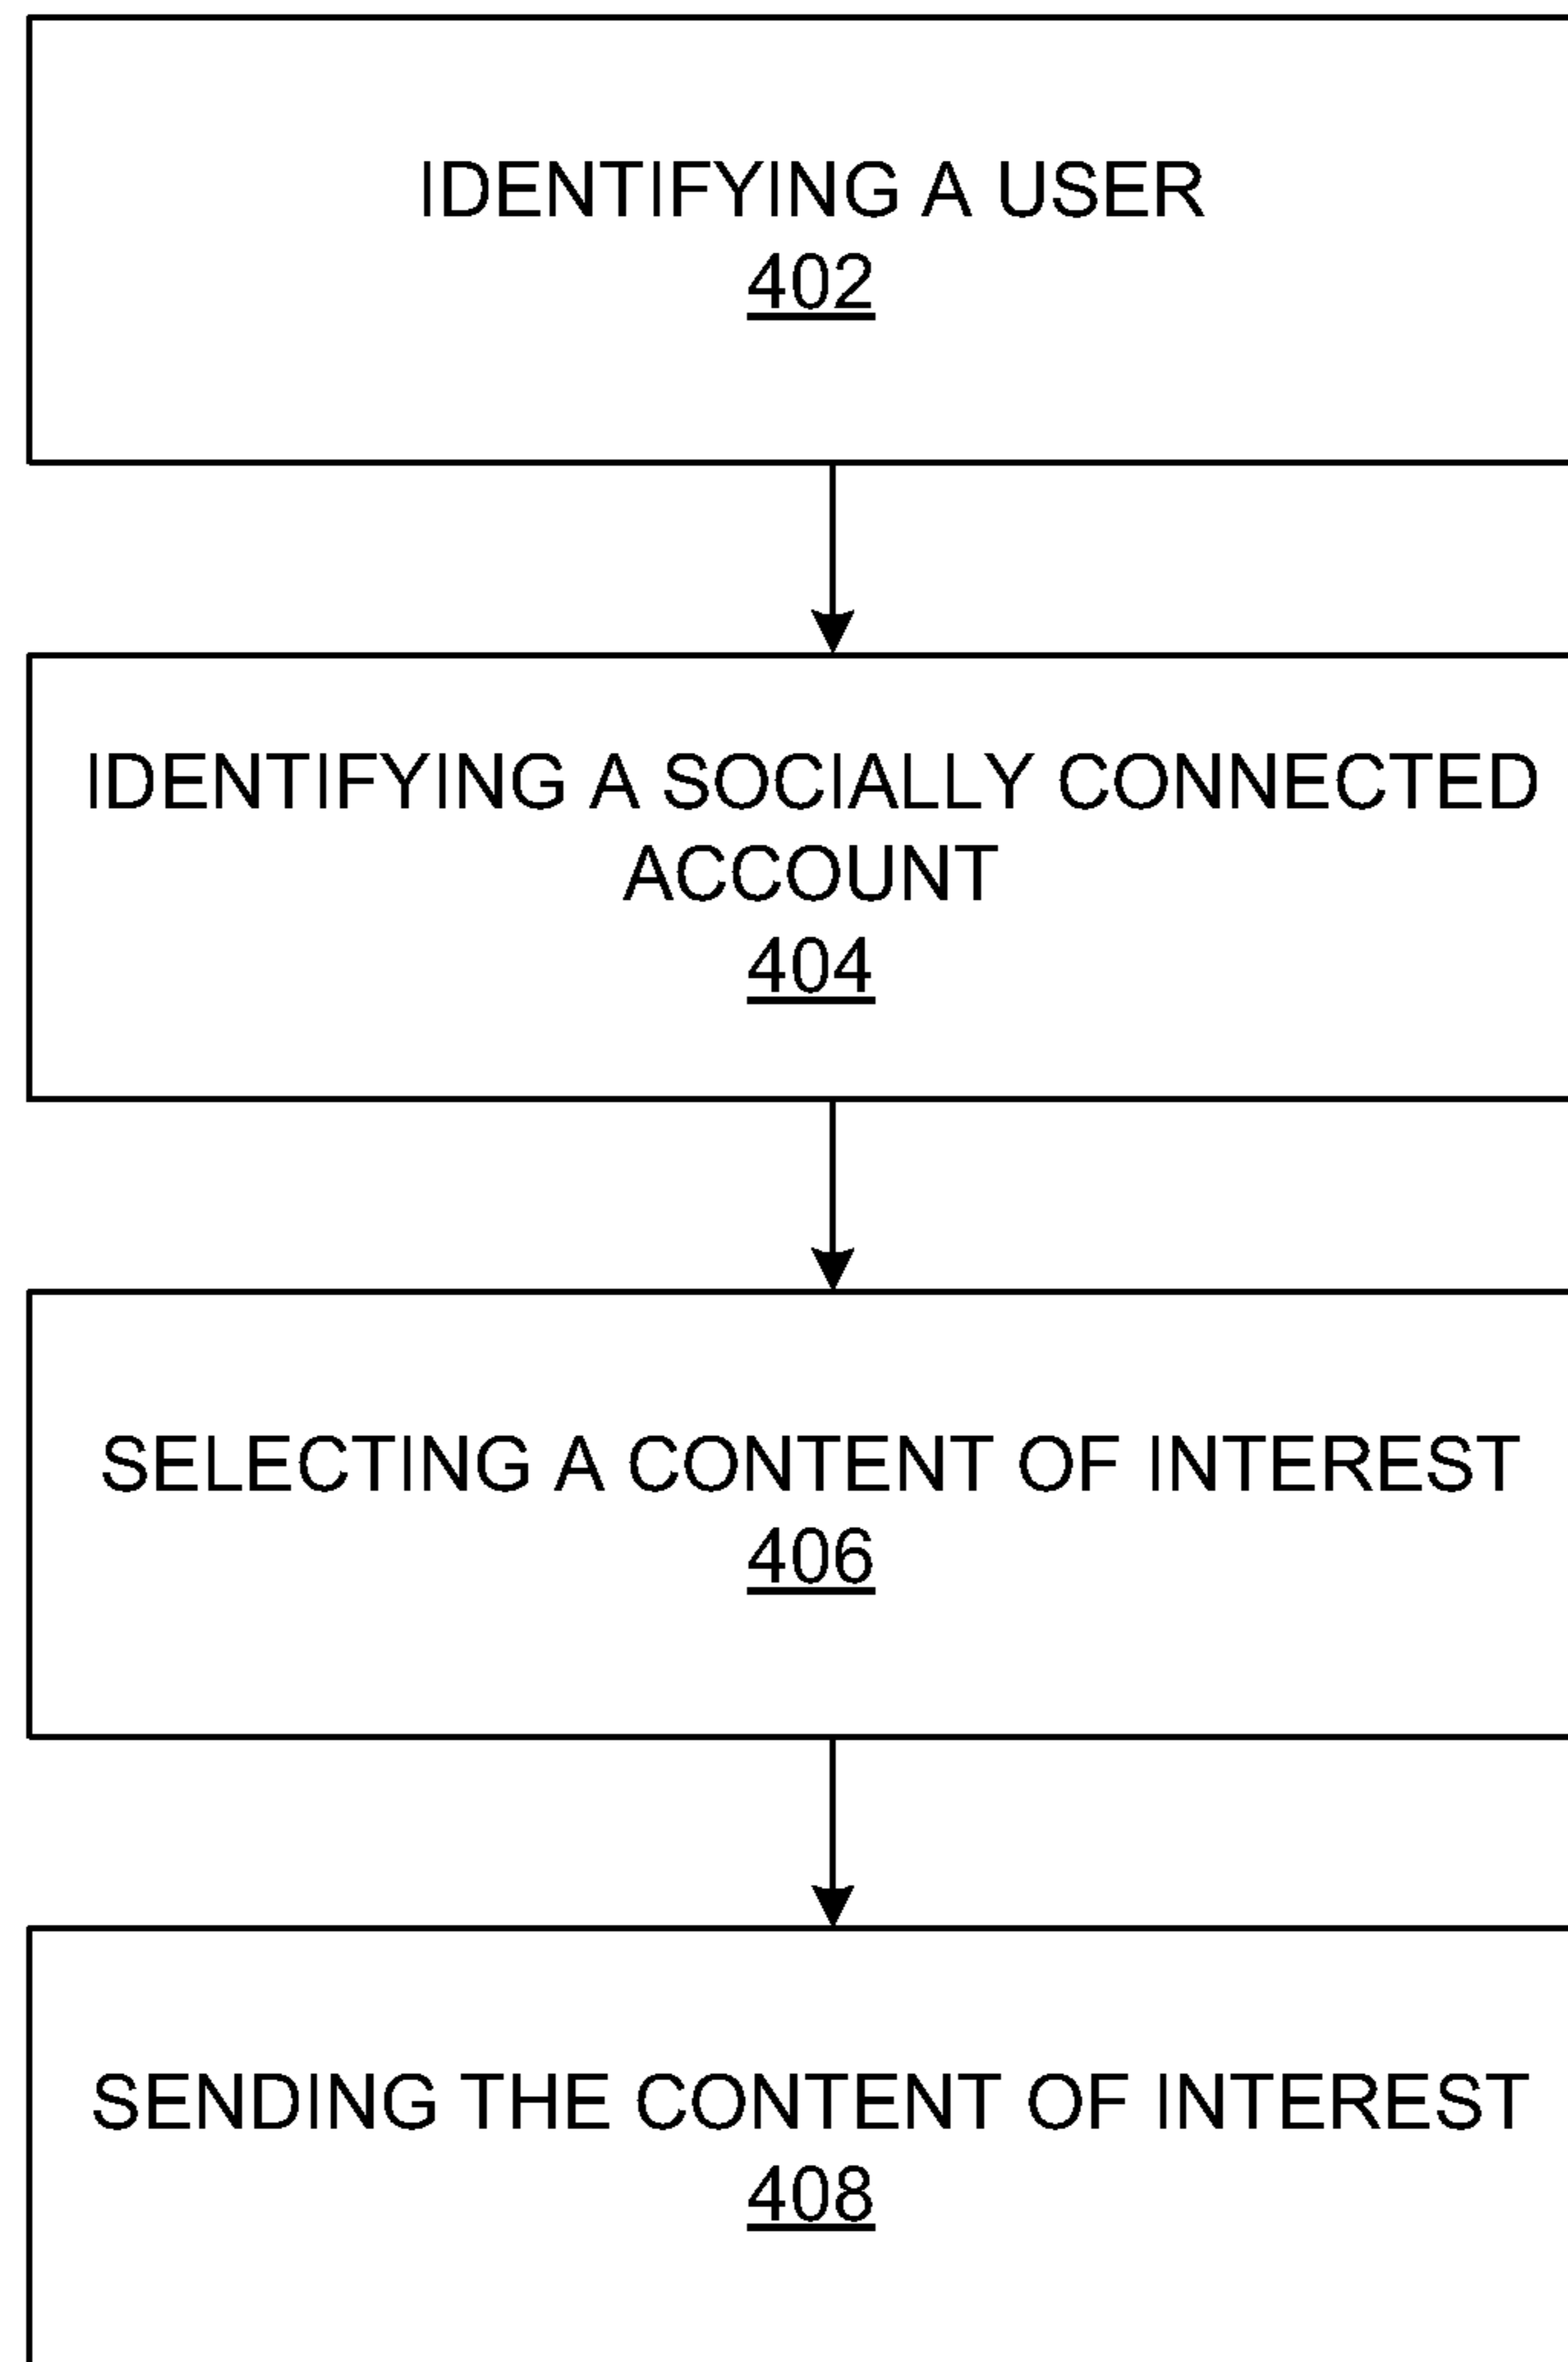 IDENTIFYING A USER
402
IDENTIFYING A SOCIALLY CONNECTED
ACCOUNT
404
SELECTING A CONTENT OF INTEREST
406
SENDING THE CONTENT OF INTEREST
408